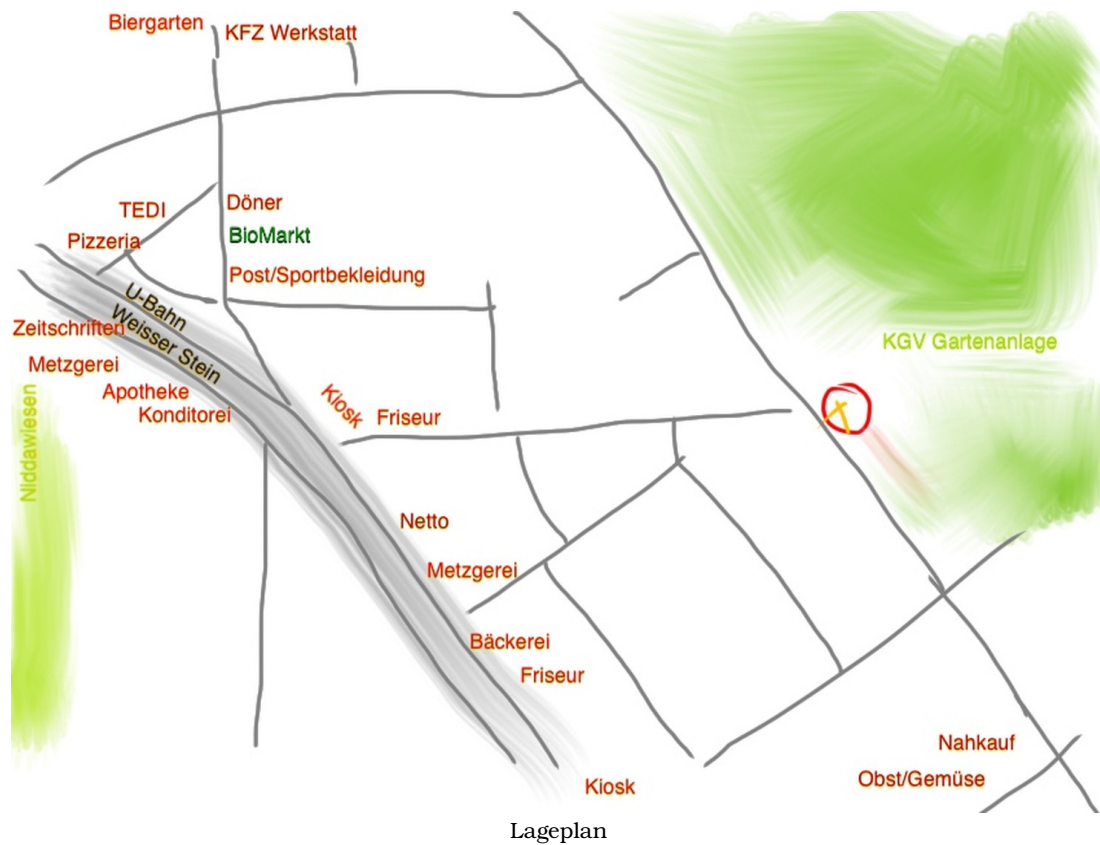 Biergarten
KFZ Werkstatt
TEDI
Döner
Pizzeria
BioMarkt
Post/Sportbekleidung
U-Bahn
Weisser Stein
Zeitschriften
Metzgerei
Apotheke
Konditorei
Niddawiesen
Kiosk
Friseur
KGV Gartenanlage
Netto
Metzgerei
Bäckerei
Friseur
Kiosk
Nahkauf
Obst/Gemüse
Lageplan